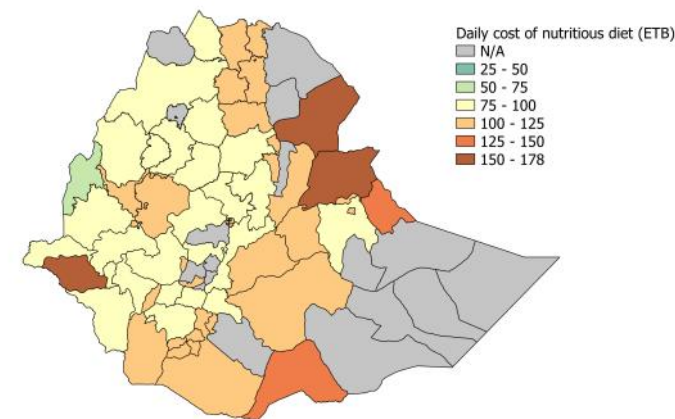 Daily cost of nutritious diet (ETB)
N/A
25 - 50
50 - 75
75 - 100
100 - 125
125 - 150
150 - 178